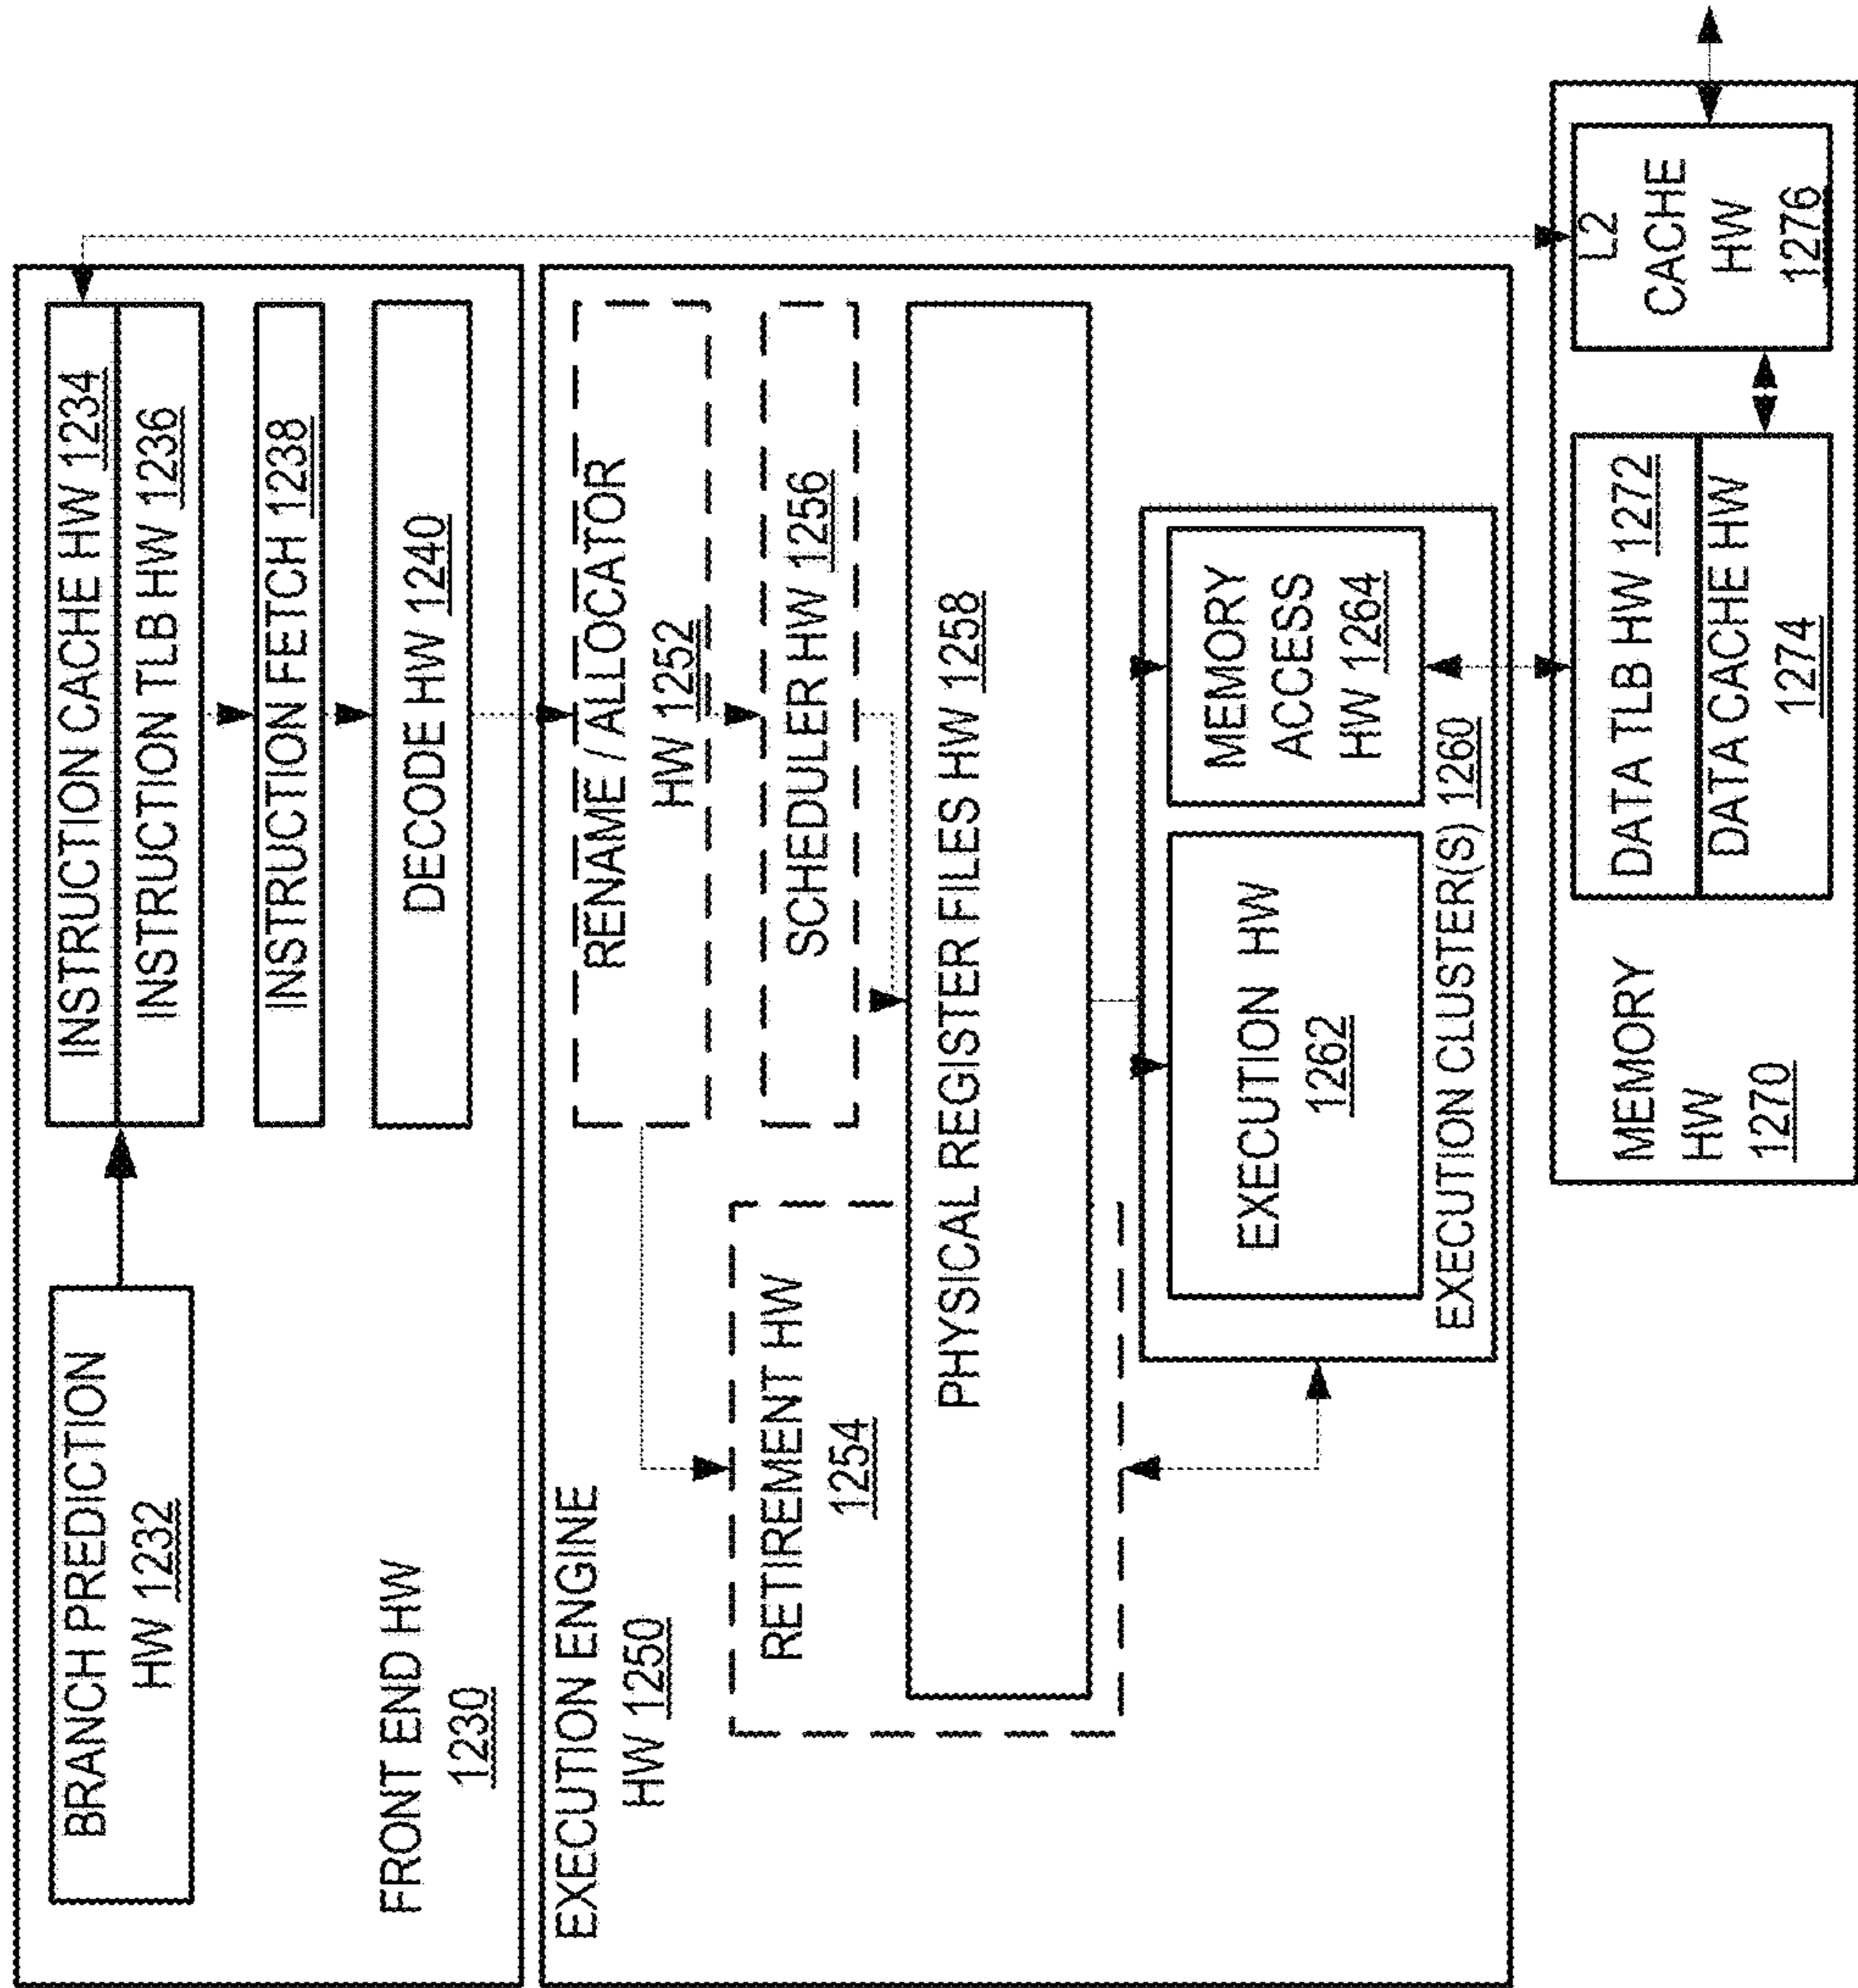 BRANCH PREDICTION
HW 1232
INSTRUCTION CACHE HW 1234
INSTRUCTION TLB HW 1236
INSTRUCTION FETCH 1238
DECODE HW 1240
FRONT END HW
1230
EXECUTION ENGINE
HW 1250
RENAME / ALLOCATOR
HW 1252
RETIREMENT HW
1254
SCHEDULER HW 1256
PHYSICAL REGISTER FILES HW 1258
EXECUTION HW
1262
MEMORY
ACCESS
HW 1264
EXECUTION CLUSTER(S) 1260
MEMORY
HW
1270
DATA TLB HW 1272
DATA CACHE HW
1274
L2
CACHE
HW
1276